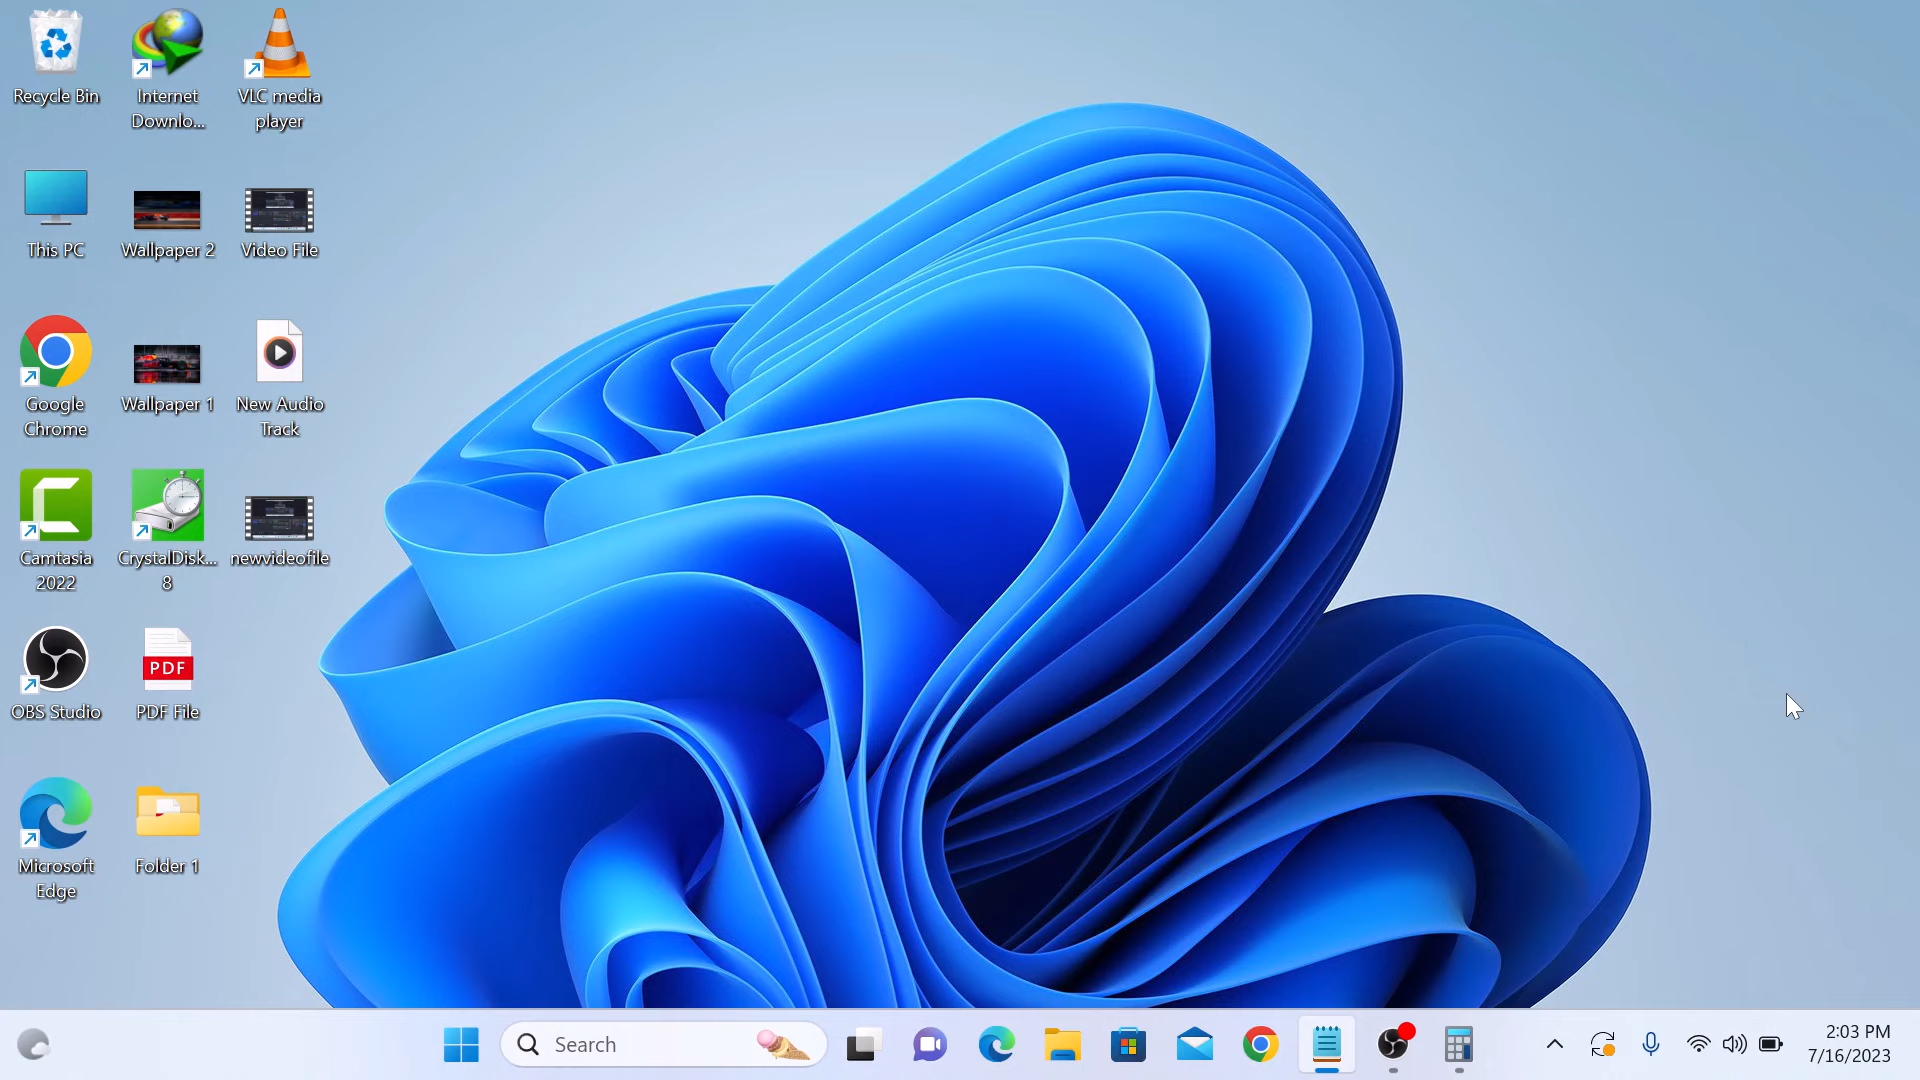 Recycle Bin
Internet
Downlo...
VLC media
player
This PC
Wallpaper 2
Video File
Google
Chrome
Wallpaper 1
New Audio
Track
Camtasia
2022
CrystalDisk...
8
newvideofile
OBS Studio
PDF
PDF File
Microsoft
Edge
Folder 1
Search
2:03 PM
7/16/2023